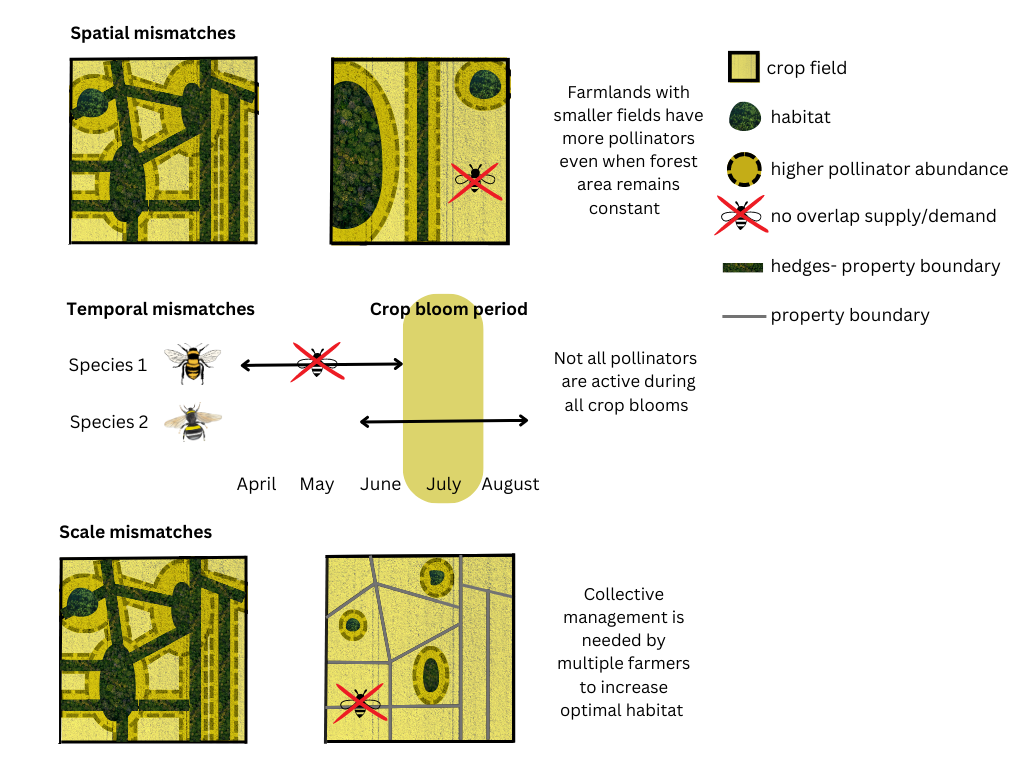 Spatial mismatches
Farmlands with
smaller fields have
more pollinators
even when forest
area remains
constant
crop field
habitat
higher pollinator abundance
no overlap supply/demand
hedges- property boundary
property boundary
Temporal mismatches
Crop bloom period
Species 1
Species 2
April May June July August
Not all pollinators
are active during
all crop blooms
Scale mismatches
Collective
management is
needed by
multiple farmers
to increase
optimal habitat